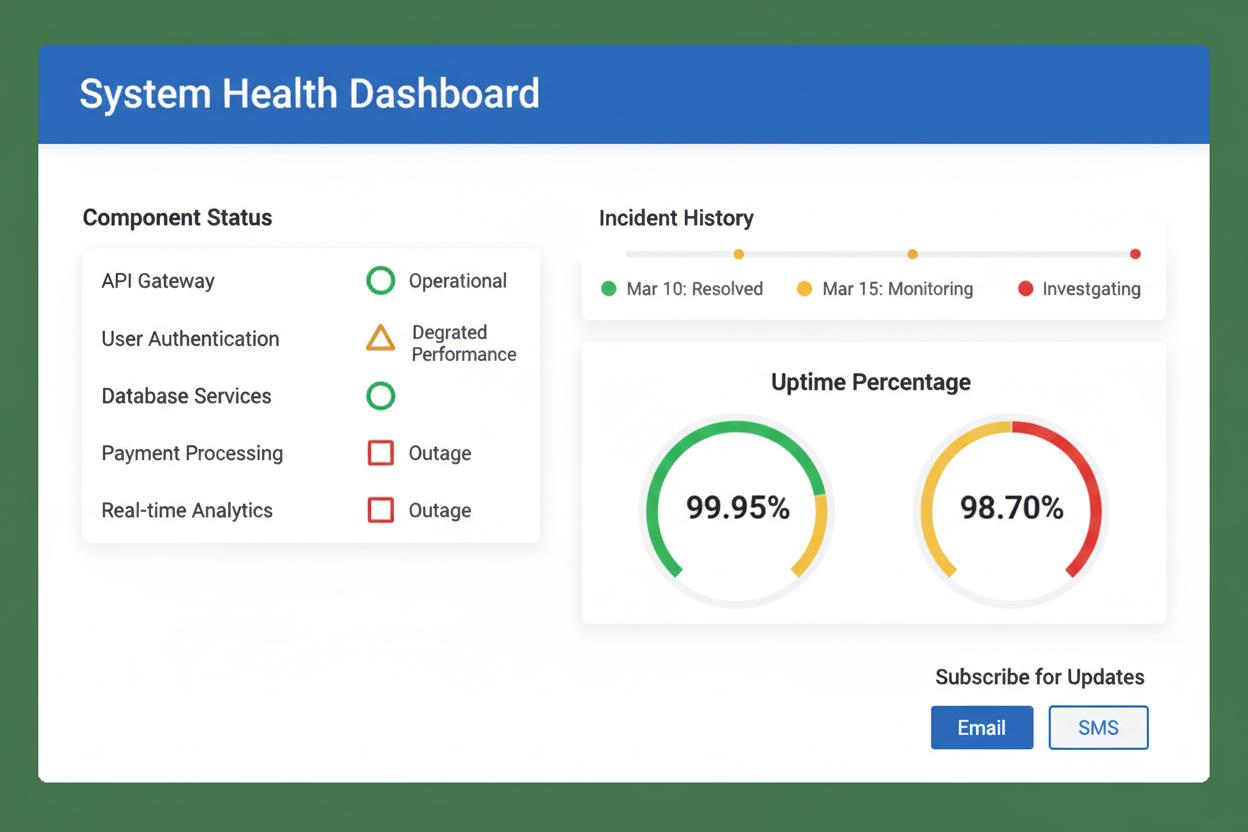 System Health Dashboard
Component Status
API Gateway
Operational
User Authentication
Degrated
Performance
Database Services
Payment Processing
Outage
Real-time Analytics
Outage
Incident History
Mar 10: Resolved
Mar 15: Monitoring
Investgating
Uptime Percentage
99.95%
98.70%
Subscribe for Updates
Email
SMS